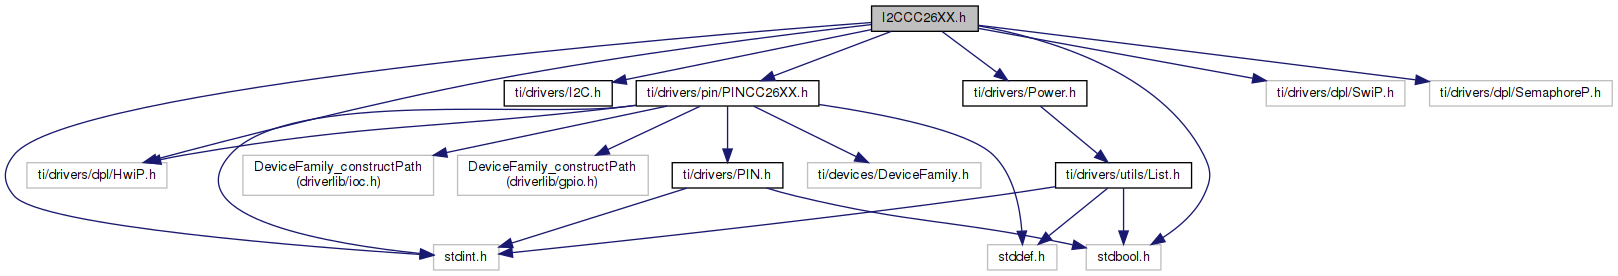 I2CCC26XX.h
ti/drivers/I2C.h
ti/drivers/pin/PINCC26XX.h
ti/drivers/Power.h
ti/drivers/dpl/SwiP.h
ti/drivers/dpl/SemaphoreP.h
ti/drivers/dpl/HwiP.h
DeviceFamily_constructPath
(driverlib/ioc.h)
DeviceFamily_constructPath
(driverlib/gpio.h)
ti/drivers/PIN.h
ti/devices/DeviceFamily.h
ti/drivers/utils/List.h
stdint.h
stddef.h
stdbool.h